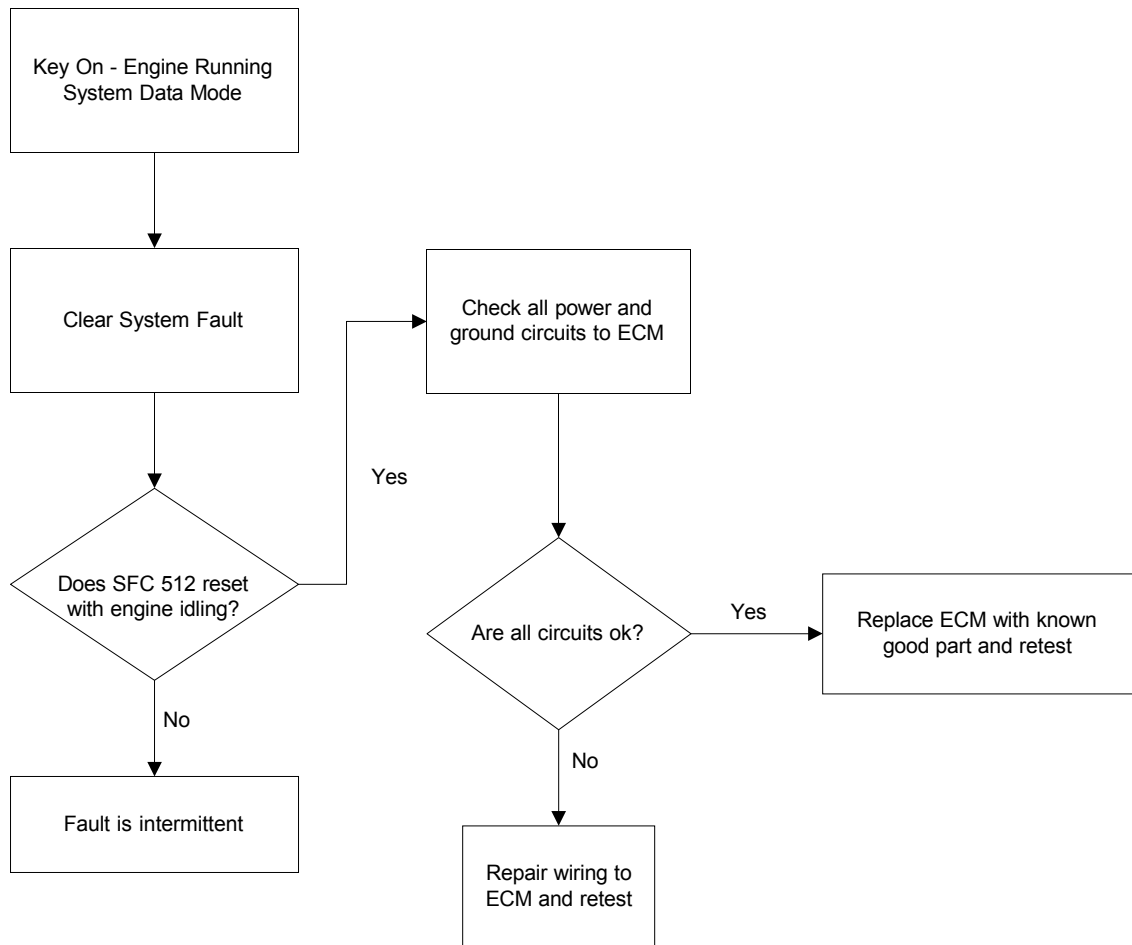 Key On - Engine Running
System Data Mode
Clear System Fault
Does SFC 512 reset
with engine idling?
Yes
No
Fault is intermittent
Check all power and
ground circuits to ECM
Are all circuits ok?
Yes
No
Replace ECM with known
good part and retest
Repair wiring to
ECM and retest